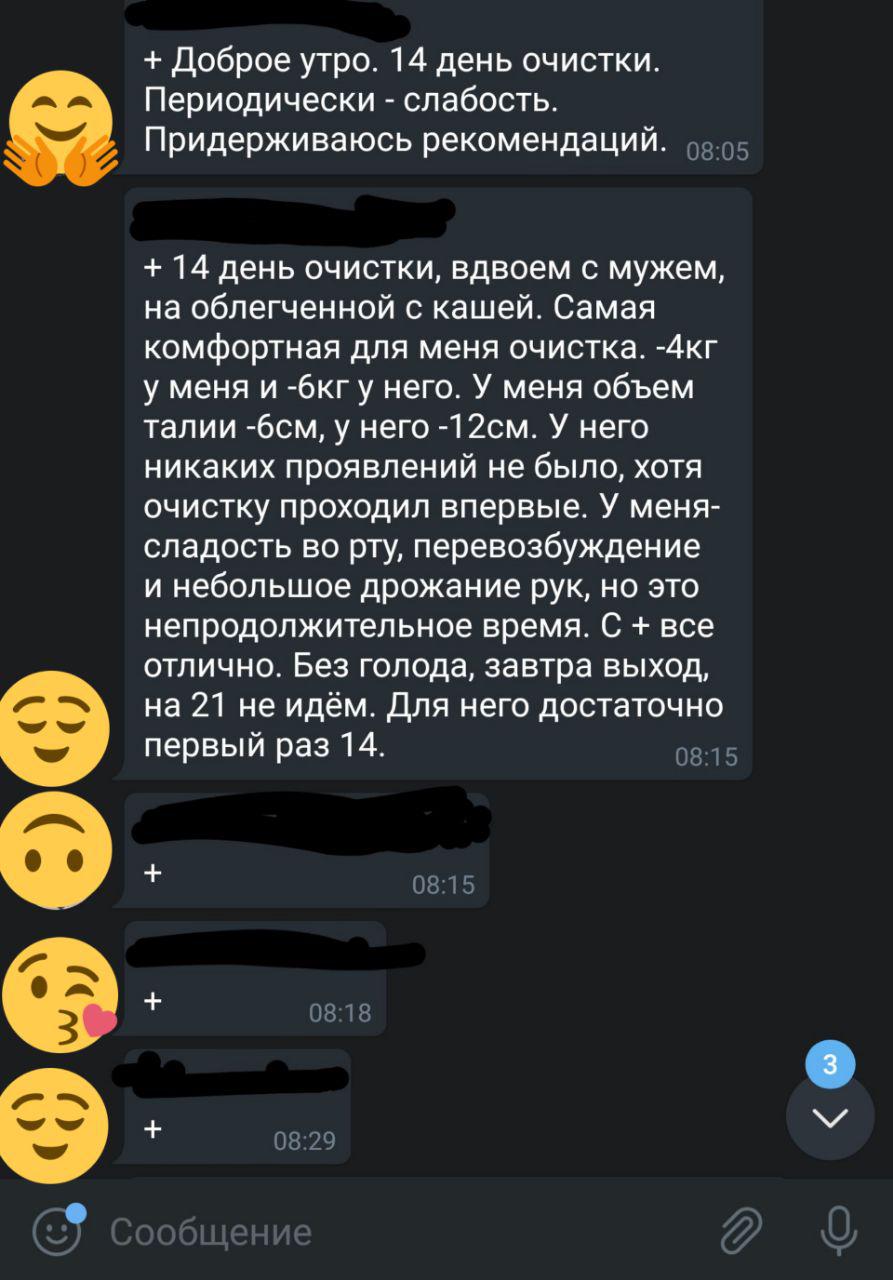 + Доброе утро. 14 день очистки.
Периодически - слабость.
Придерживаюсь рекомендаций. 08:05
+ 14 день очистки, вдвоем с мужем,
на облегченной с кашей. Самая
комфортная для меня очистка. -4кг
у меня и -6кг у него. У меня объем
талии -6см, у него -12см. У него
никаких проявлений не было, хотя
очистку проходил впервые. У меня-
сладость во рту, перевозбуждение
и небольшое дрожание рук, но это
непродолжительное время. С + все
отлично. Без голода, завтра выход,
на 21 не идём. Для него достаточно
первый раз 14. 08:15
+ 08:15
+ 08:18
+ 08:29
3
Сообщение